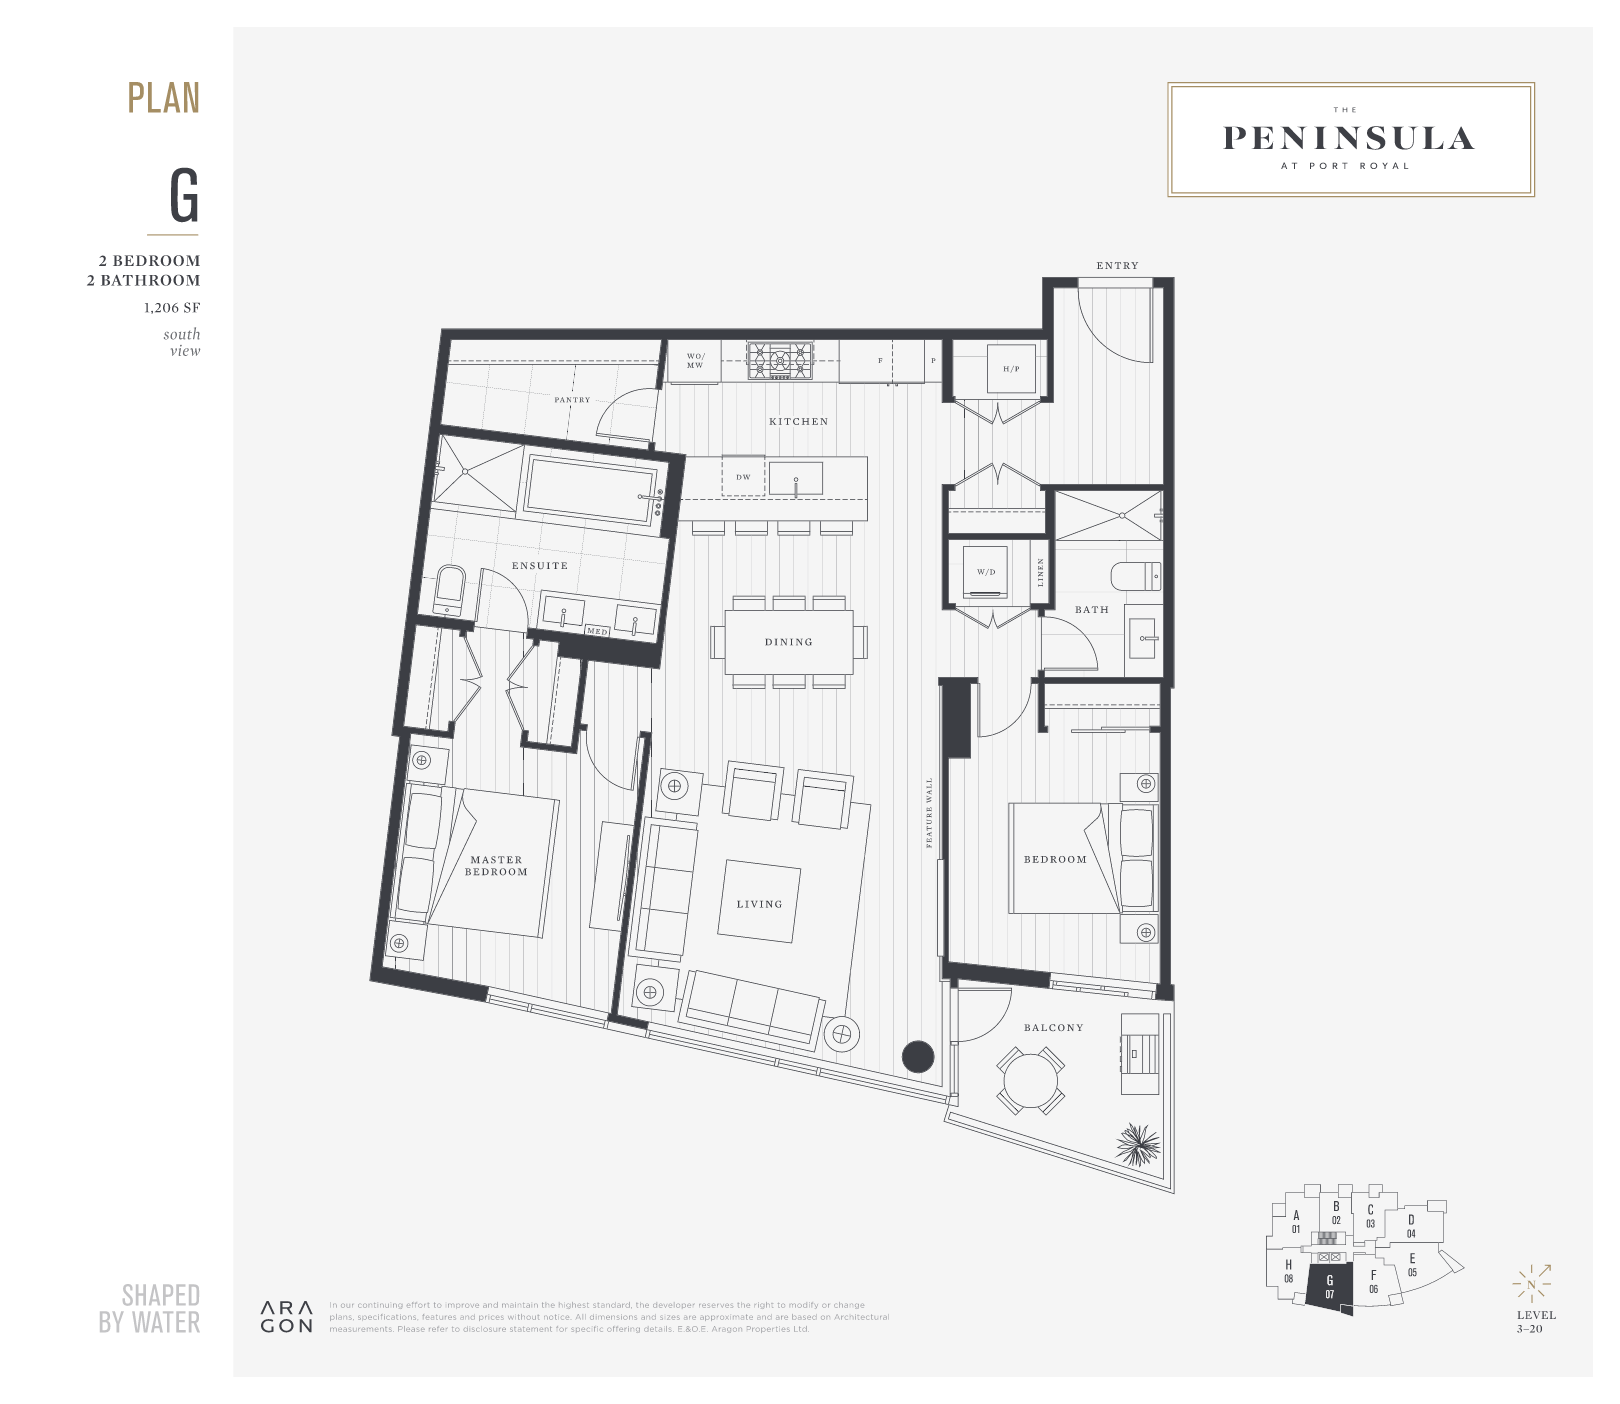 PLAN
G
2 BEDROOM
2 BATHROOM
1,206 SF
south
view
THE
PENINSULA
AT PORT ROYAL
ENTRY
WO/
MW
F
P
H/P
PANTRY
KITCHEN
DW
ENSUITE
W/D
LINEN
BATH
MED
DINING
FEATURE WALL
MASTER
BEDROOM
BEDROOM
LIVING
BALCONY
A
01
B
02
C
03
D
04
E
05
F
06
G
07
H
08
N
LEVEL
3–20
SHAPED
BY WATER
ARA
GON
In our continuing effort to improve and maintain the highest standard, the developer reserves the right to modify or change
plans, specifications, features and prices without notice. All dimensions and sizes are approximate and are based on Architectural
measurements. Please refer to disclosure statement for specific offering details. E.&O.E. Aragon Properties Ltd.